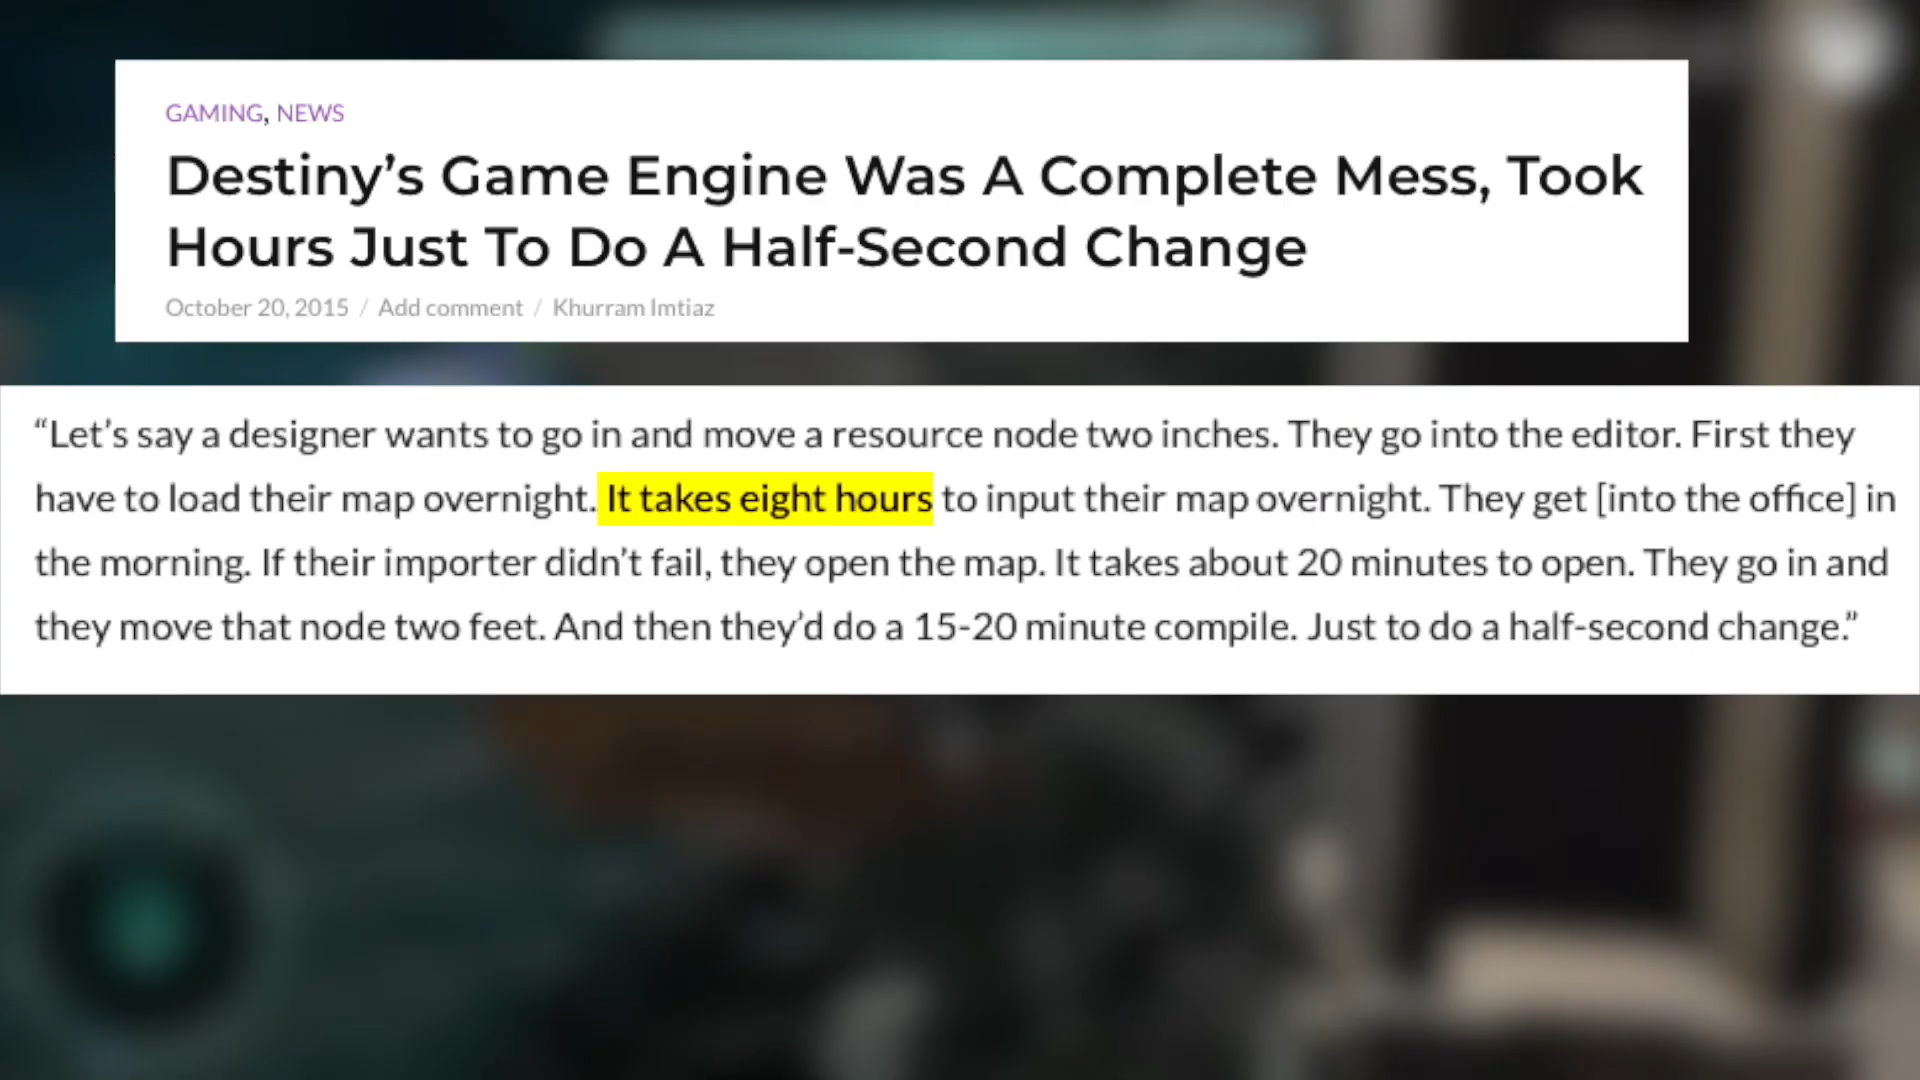 GAMING, NEWS
Destiny’s Game Engine Was A Complete Mess, Took
Hours Just To Do A Half-Second Change
October 20, 2015 / Add comment / Khurram Imtiaz
“Let’s say a designer wants to go in and move a resource node two inches. They go into the editor. First they
have to load their map overnight. It takes eight hours to input their map overnight. They get [into the office] in
the morning. If their importer didn’t fail, they open the map. It takes about 20 minutes to open. They go in and
they move that node two feet. And then they’d do a 15-20 minute compile. Just to do a half-second change.”